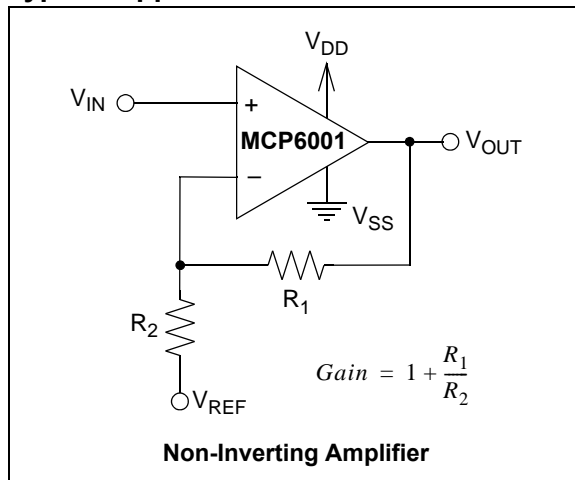 V_DD
V_IN
+
MCP6001
V_OUT
−
V_SS
R_1
R_2
Gain = 1 + R_1/R_2
V_REF
Non-Inverting Amplifier